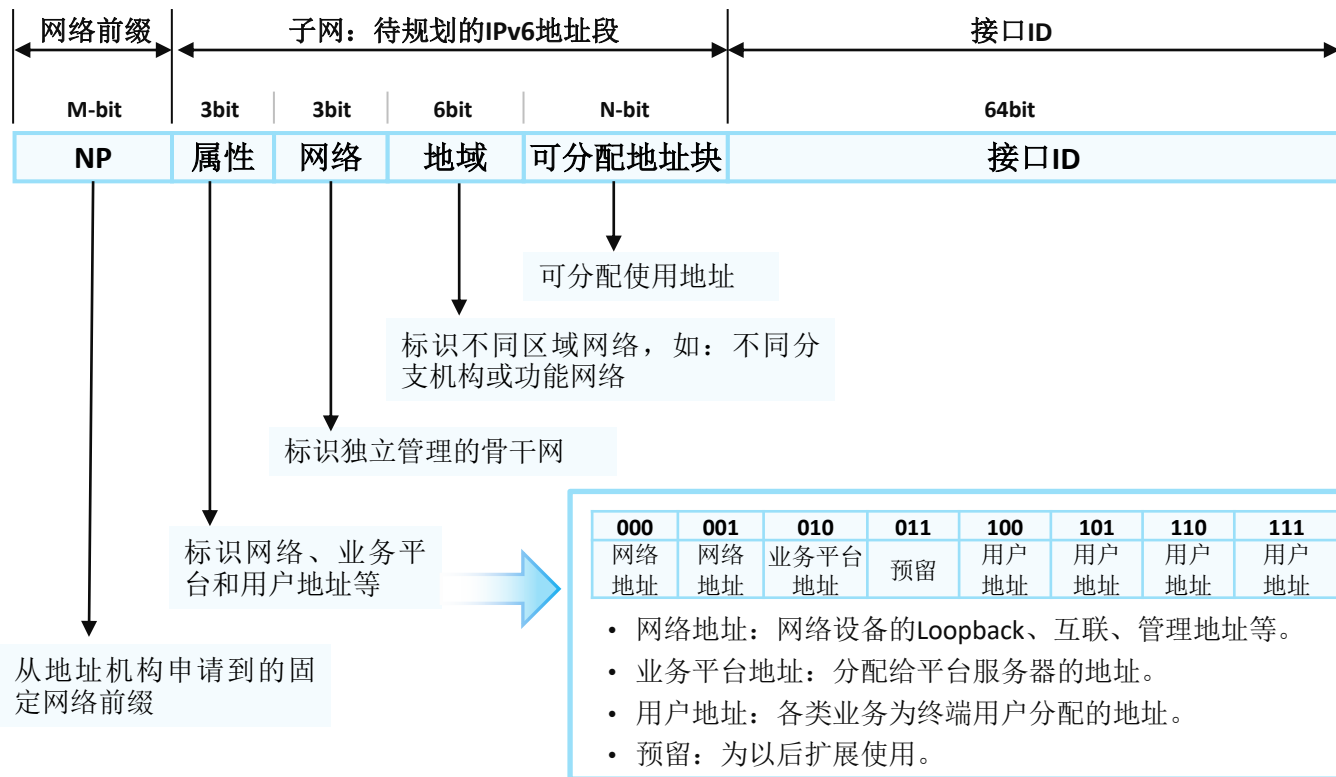 网络前缀 子网：待规划的IPv6地址段 接口ID
M-bit 3bit 3bit 6bit N-bit 64bit
NP 属性 网络 地域 可分配地址块 接口ID
可分配使用地址
标识不同区域网络，如：不同分
支机构或功能网络
标识独立管理的骨干网
标识网络、业务平
台和用户地址等
000 001 010 011 100 101 110 111
网络 网络 业务平台 预留 用户 用户 用户 用户
地址 地址 地址 地址 地址 地址 地址
• 网络地址：网络设备的Loopback、互联、管理地址等。
• 业务平台地址：分配给平台服务器的地址。
• 用户地址：各类业务为终端用户分配的地址。
• 预留：为以后扩展使用。
从地址机构申请到的固
定网络前缀